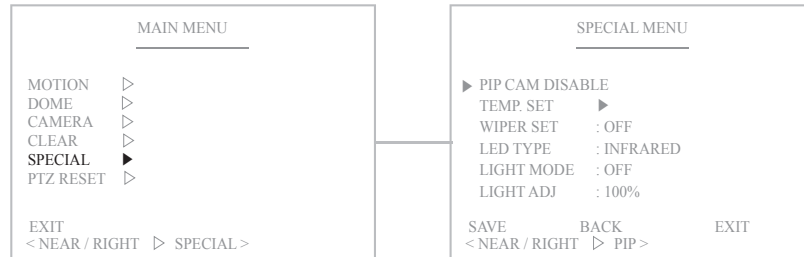 MAIN MENU
MOTION ▷
DOME ▷
CAMERA ▷
CLEAR ▷
SPECIAL ▶
PTZ RESET ▷
EXIT
< NEAR / RIGHT ▷ SPECIAL >
SPECIAL MENU
▶ PIP CAM DISABLE
TEMP. SET ▶
WIPER SET : OFF
LED TYPE : INFRARED
LIGHT MODE : OFF
LIGHT ADJ : 100%
SAVE BACK EXIT
< NEAR / RIGHT ▷ PIP >